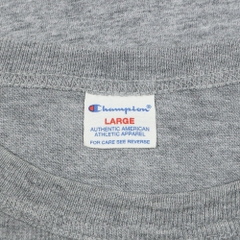 Champion
LARGE
AUTHENTIC AMERICAN
ATHLETIC APPAREL
FOR CARE SEE REVERSE